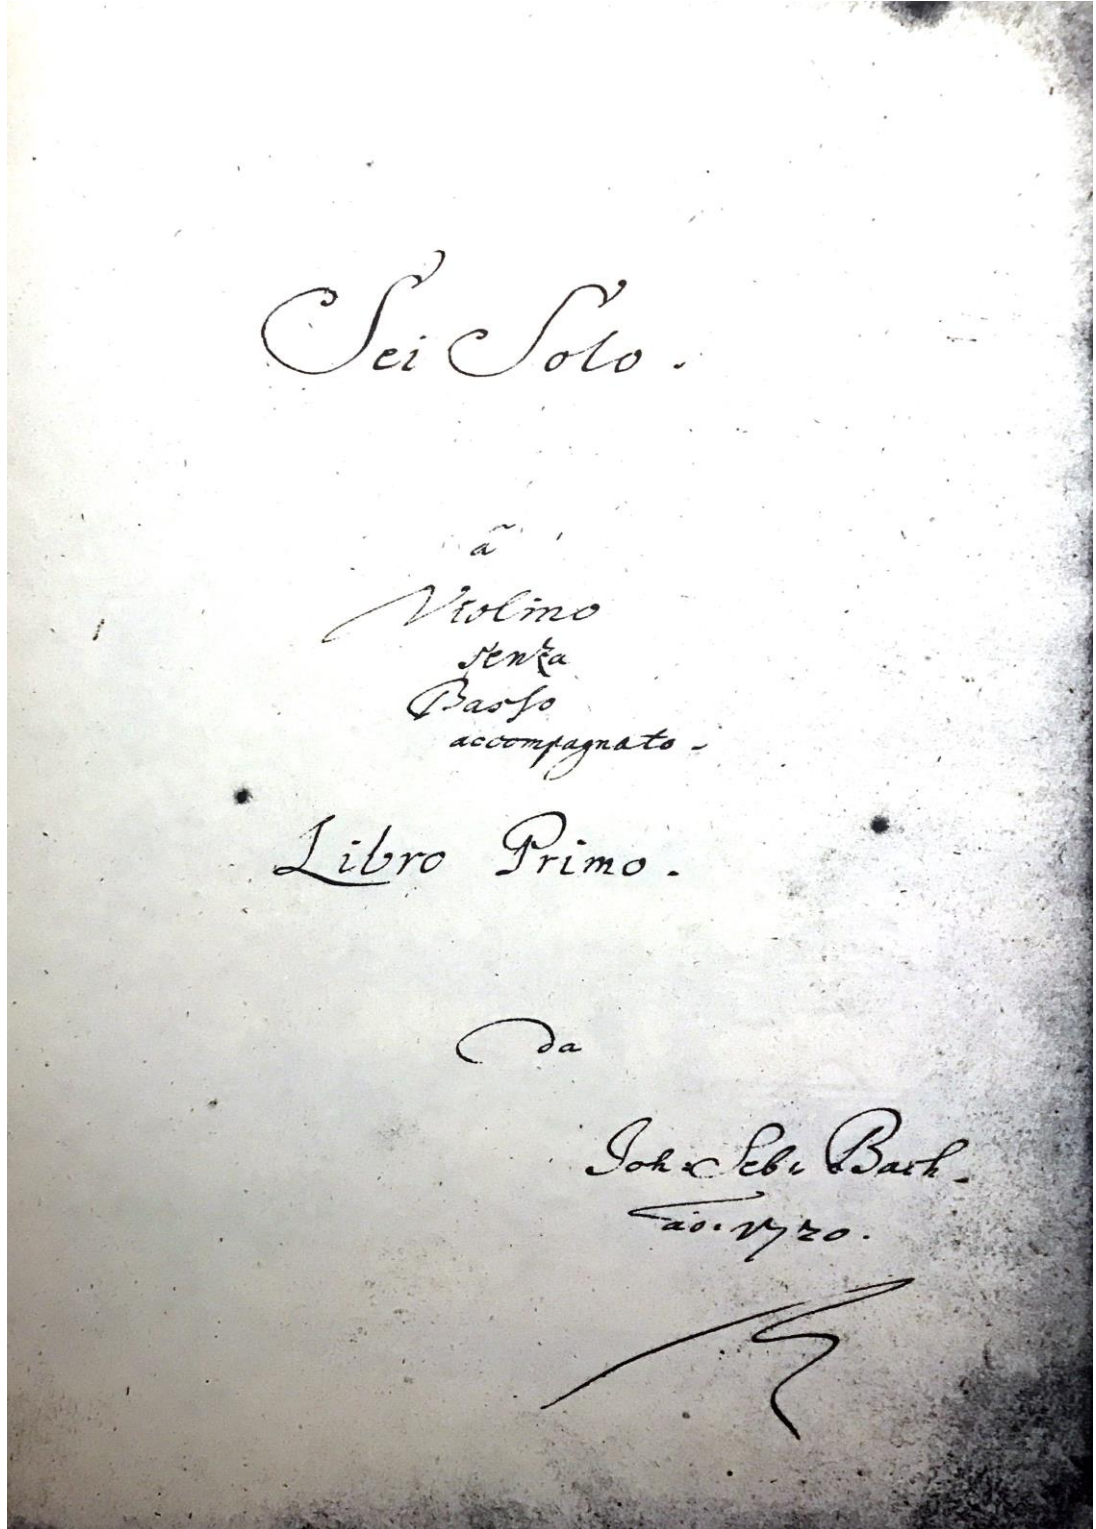 Sei Solo.
â
Violino
senza
Basso
accompagnato.
Libro Primo.
da
Joh. Seb. Bach.
ao. 1720.